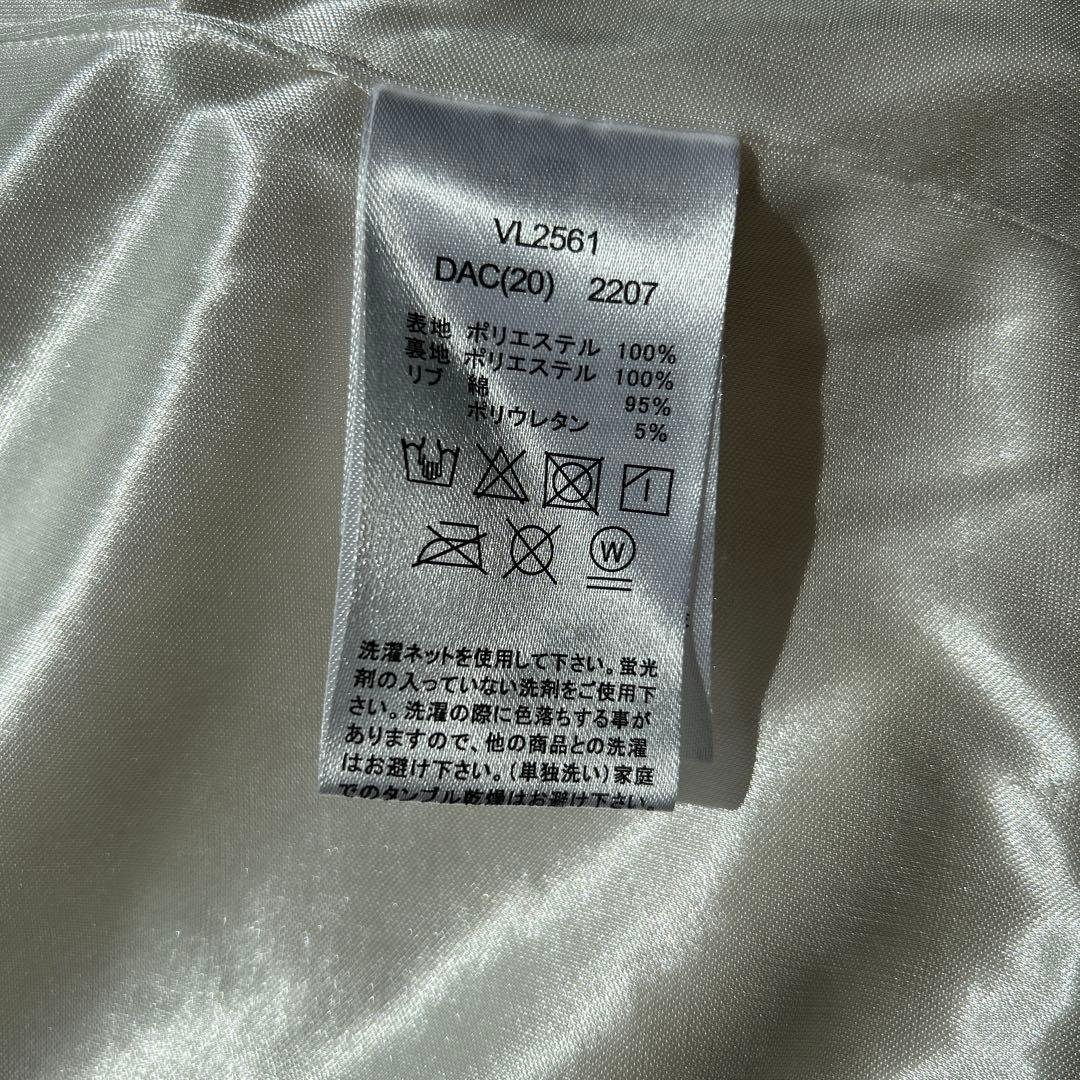 VL2561
DAC(20) 2207
表地 ポリエステル 100%
裏地 ポリエステル 100%
リブ 綿 95%
ポリウレタン 5%
W
洗濯ネットを使用して下さい。蛍光
剤の入っていない洗剤をご使用下
さい。洗濯の際に色落ちする事が
ありますので、他の商品との洗濯
はお避け下さい。(単独洗い)家庭
でのタンブル乾燥はお避け下さい。